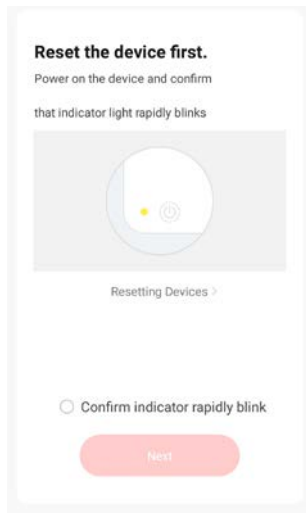 Reset the device first.
Power on the device and confirm
that indicator light rapidly blinks
Resetting Devices >
Confirm indicator rapidly blink
Next